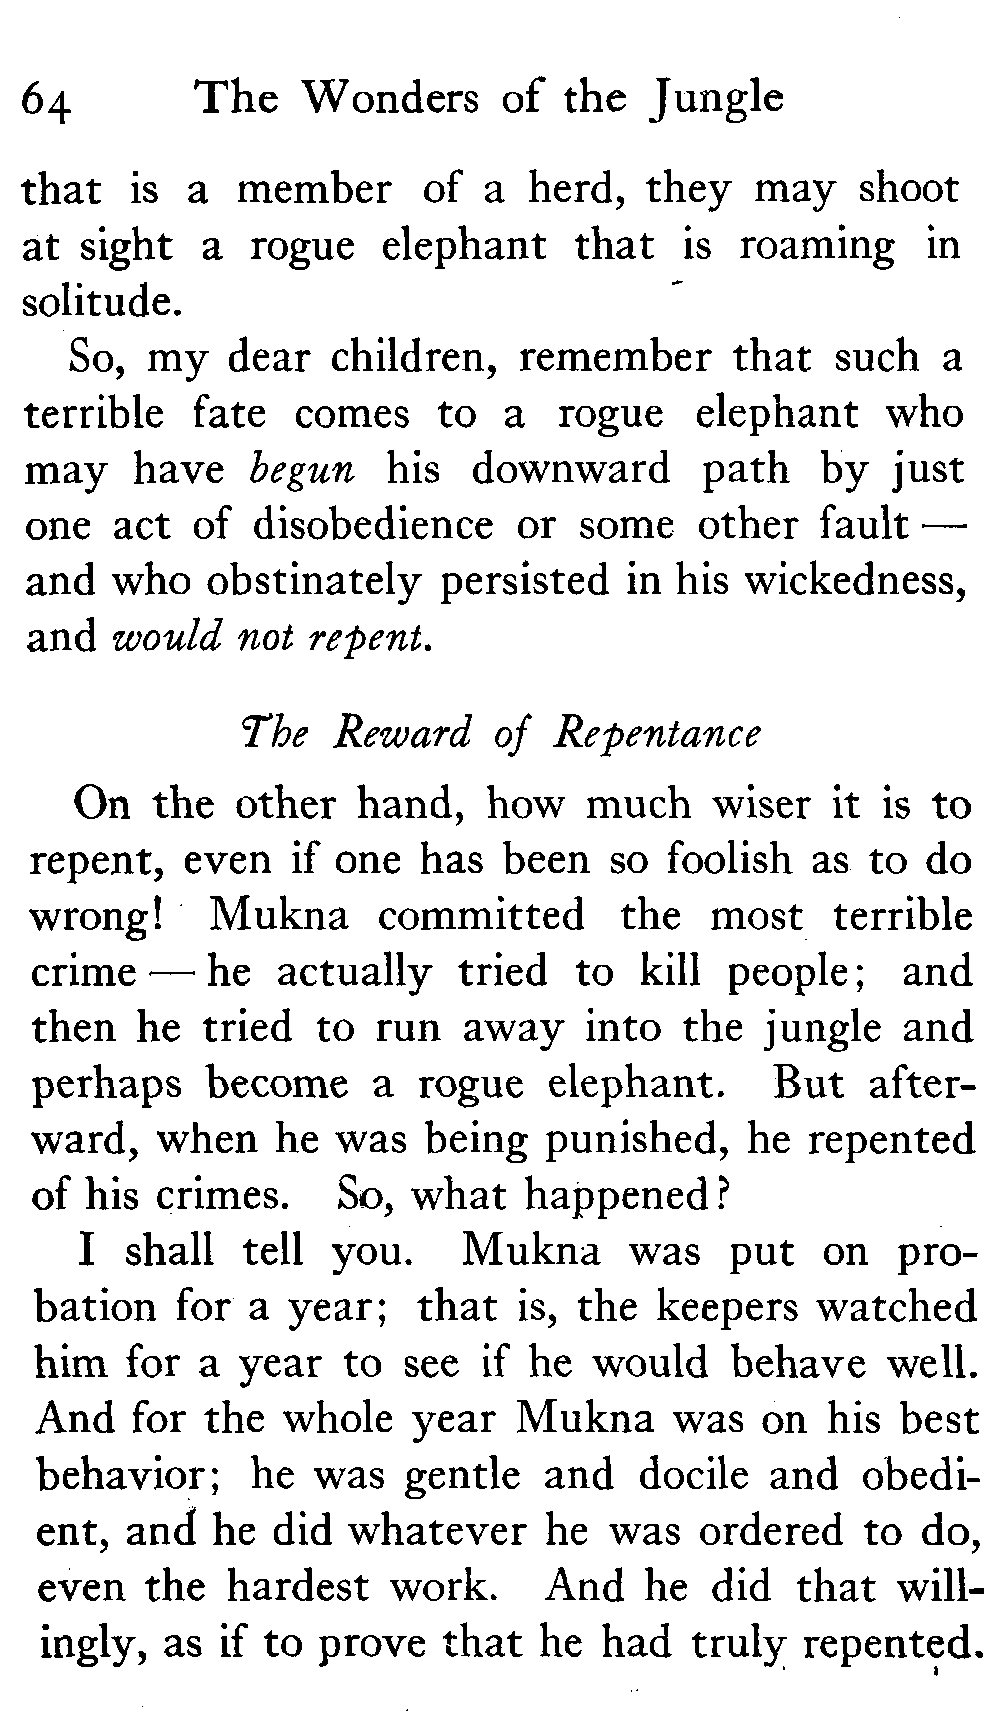 64 The Wonders of the Jungle
that is a member of a herd, they may shoot
at sight a rogue elephant that is roaming in
solitude.
So, my dear children, remember that such a
terrible fate comes to a rogue elephant who
may have begun his downward path by just
one act of disobedience or some other fault —
and who obstinately persisted in his wickedness,
and would not repent.
The Reward of Repentance
On the other hand, how much wiser it is to
repent, even if one has been so foolish as to do
wrong! Mukna committed the most terrible
crime — he actually tried to kill people; and
then he tried to run away into the jungle and
perhaps become a rogue elephant. But after-
ward, when he was being punished, he repented
of his crimes. So, what happened?
I shall tell you. Mukna was put on pro-
bation for a year; that is, the keepers watched
him for a year to see if he would behave well.
And for the whole year Mukna was on his best
behavior; he was gentle and docile and obedi-
ent, and he did whatever he was ordered to do,
even the hardest work. And he did that will-
ingly, as if to prove that he had truly repented.